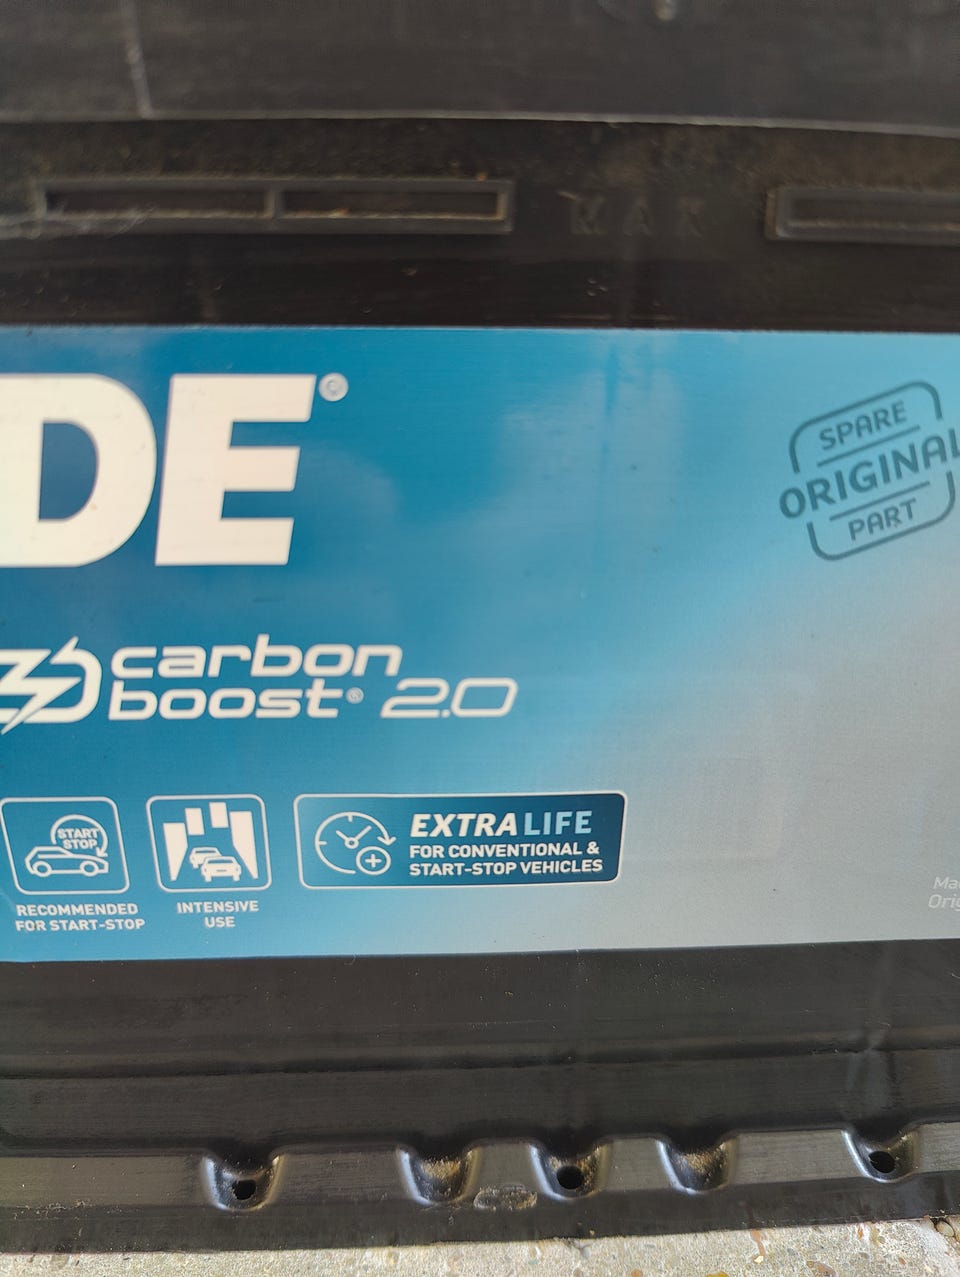 MAX
DE®
SPARE
ORIGINAL
PART
carbon
boost® 2.0
START
STOP
RECOMMENDED
FOR START-STOP
INTENSIVE
USE
EXTRA LIFE
FOR CONVENTIONAL &
START-STOP VEHICLES